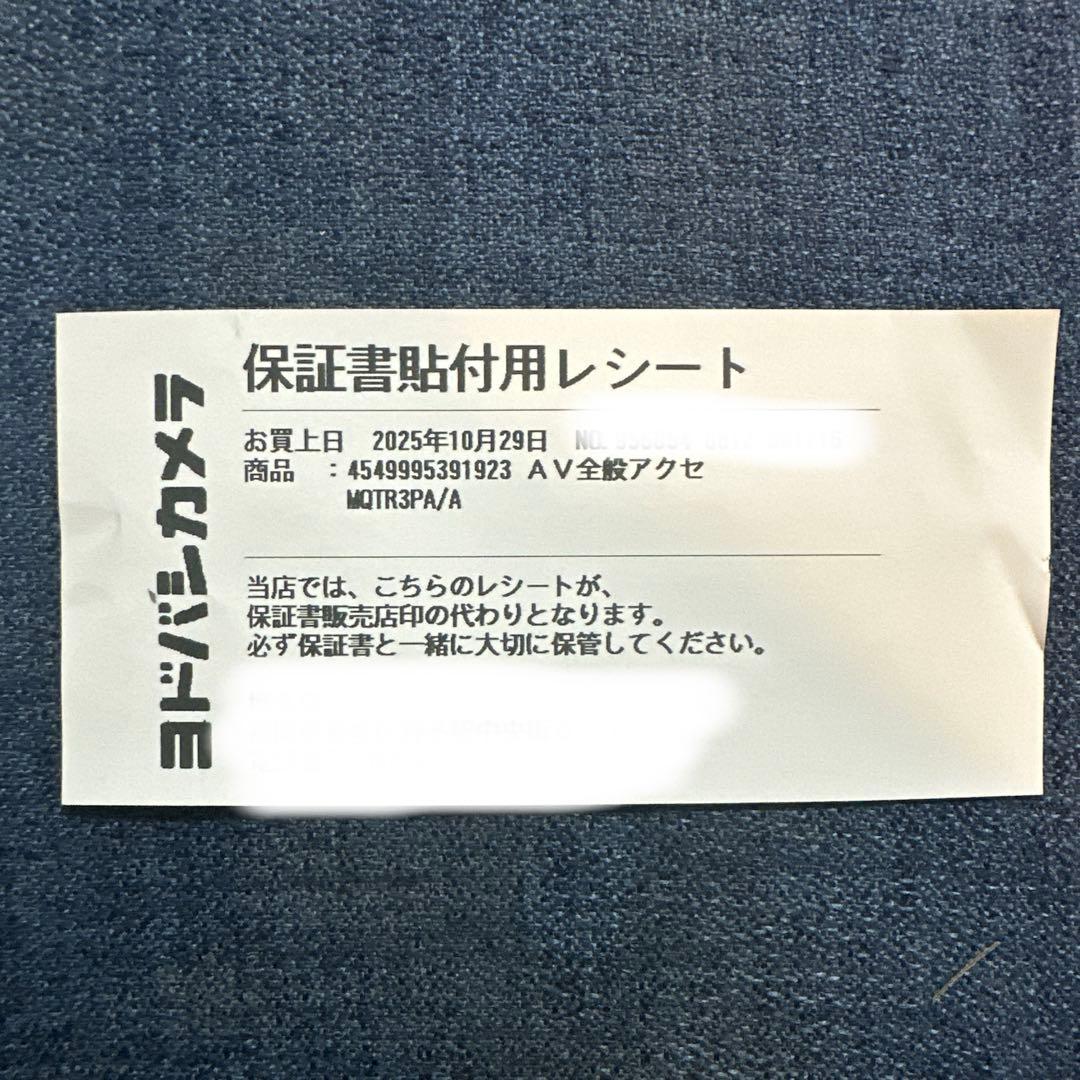 ヨドバシカメラ
保証書貼付用レシート
お買上日 2025年10月29日 NO.
商品 :4549995391923 AV全般アクセ
MQTR3PA/A
当店では、こちらのレシートが、
保証書販売店印の代わりとなります。
必ず保証書と一緒に大切に保管してください。